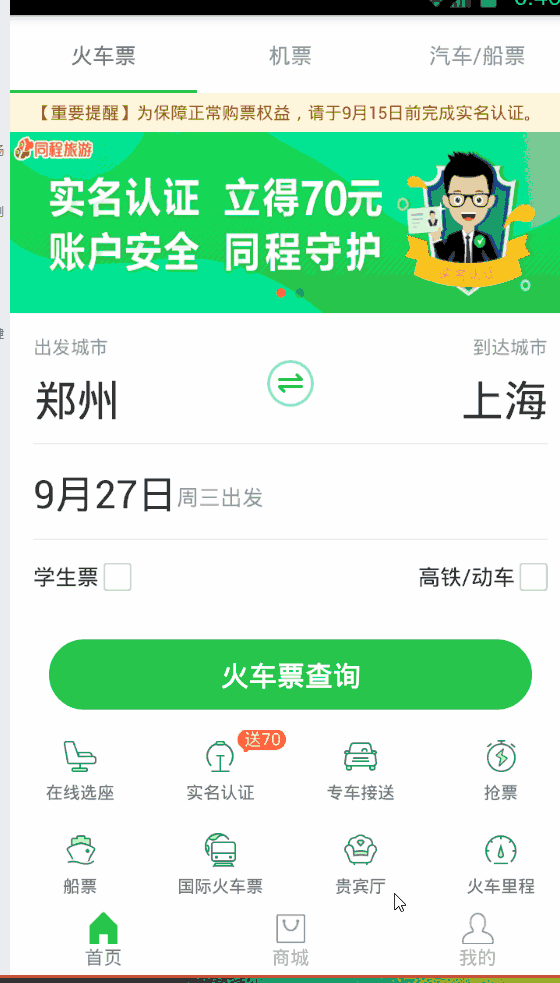 火车票 机票 汽车/船票
【重要提醒】为保障正常购票权益，请于9月15日前完成实名认证。
同程旅游
实名认证 立得70元
账户安全 同程守护
出发城市 到达城市
郑州 上海
9月27日周三出发
学生票 高铁/动车
火车票查询
送70
在线选座 实名认证 专车接送 抢票
船票 国际火车票 贵宾厅 火车里程
首页 商城 我的